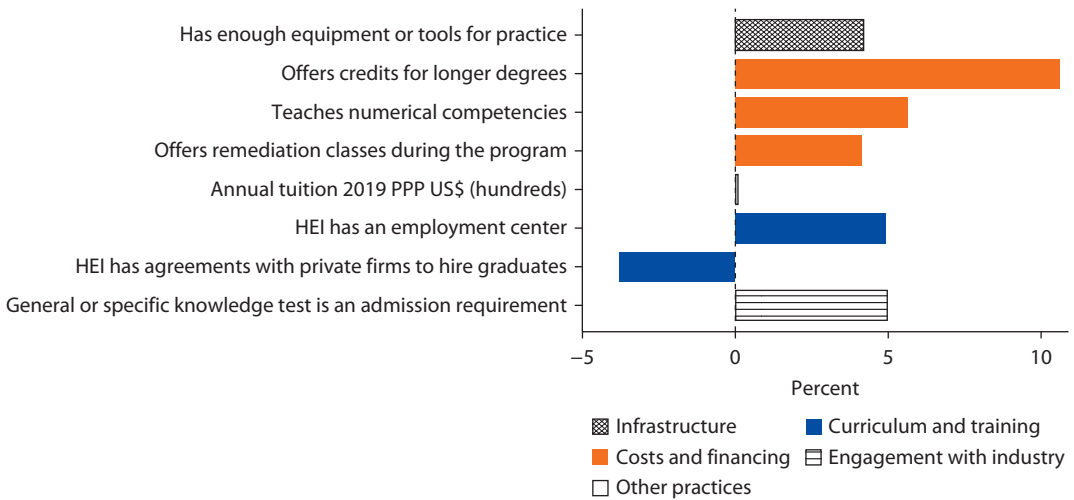 Has enough equipment or tools for practice
Offers credits for longer degrees
Teaches numerical competencies
Offers remediation classes during the program
Annual tuition 2019 PPP US$ (hundreds)
HEI has an employment center
HEI has agreements with private firms to hire graduates
General or specific knowledge test is an admission requirement
−5 0 5 10
Percent
Infrastructure Curriculum and training
Costs and financing Engagement with industry
Other practices